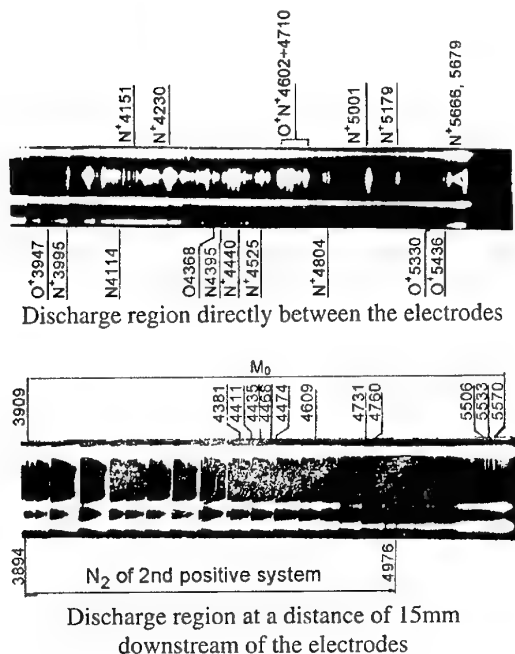 N⁺4151
N⁺4230
O⁺N⁺4602+4710
N⁺5001
N⁺5179
N⁺5666, 5679
O⁺3947
N⁺3995
N4114
O4368
N4395
N⁺4440
N⁺4525
N⁺4804
O⁺5330
O⁺5436
Discharge region directly between the electrodes
M₀
3909
4381
4411
4435
4474
4609
4731
4760
5506
5533
5570
3894
N₂ of 2nd positive system
4976
Discharge region at a distance of 15mm
downstream of the electrodes